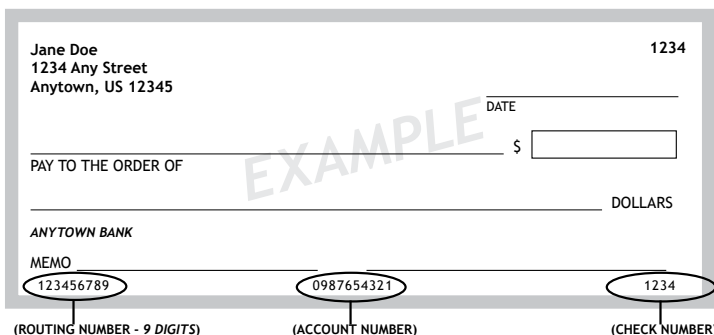 Jane Doe 1234
1234 Any Street
Anytown, US 12345
DATE
EXAMPLE
$
PAY TO THE ORDER OF
DOLLARS
ANYTOWN BANK
MEMO
123456789 0987654321 1234
(ROUTING NUMBER - 9 DIGITS) (ACCOUNT NUMBER) (CHECK NUMBER